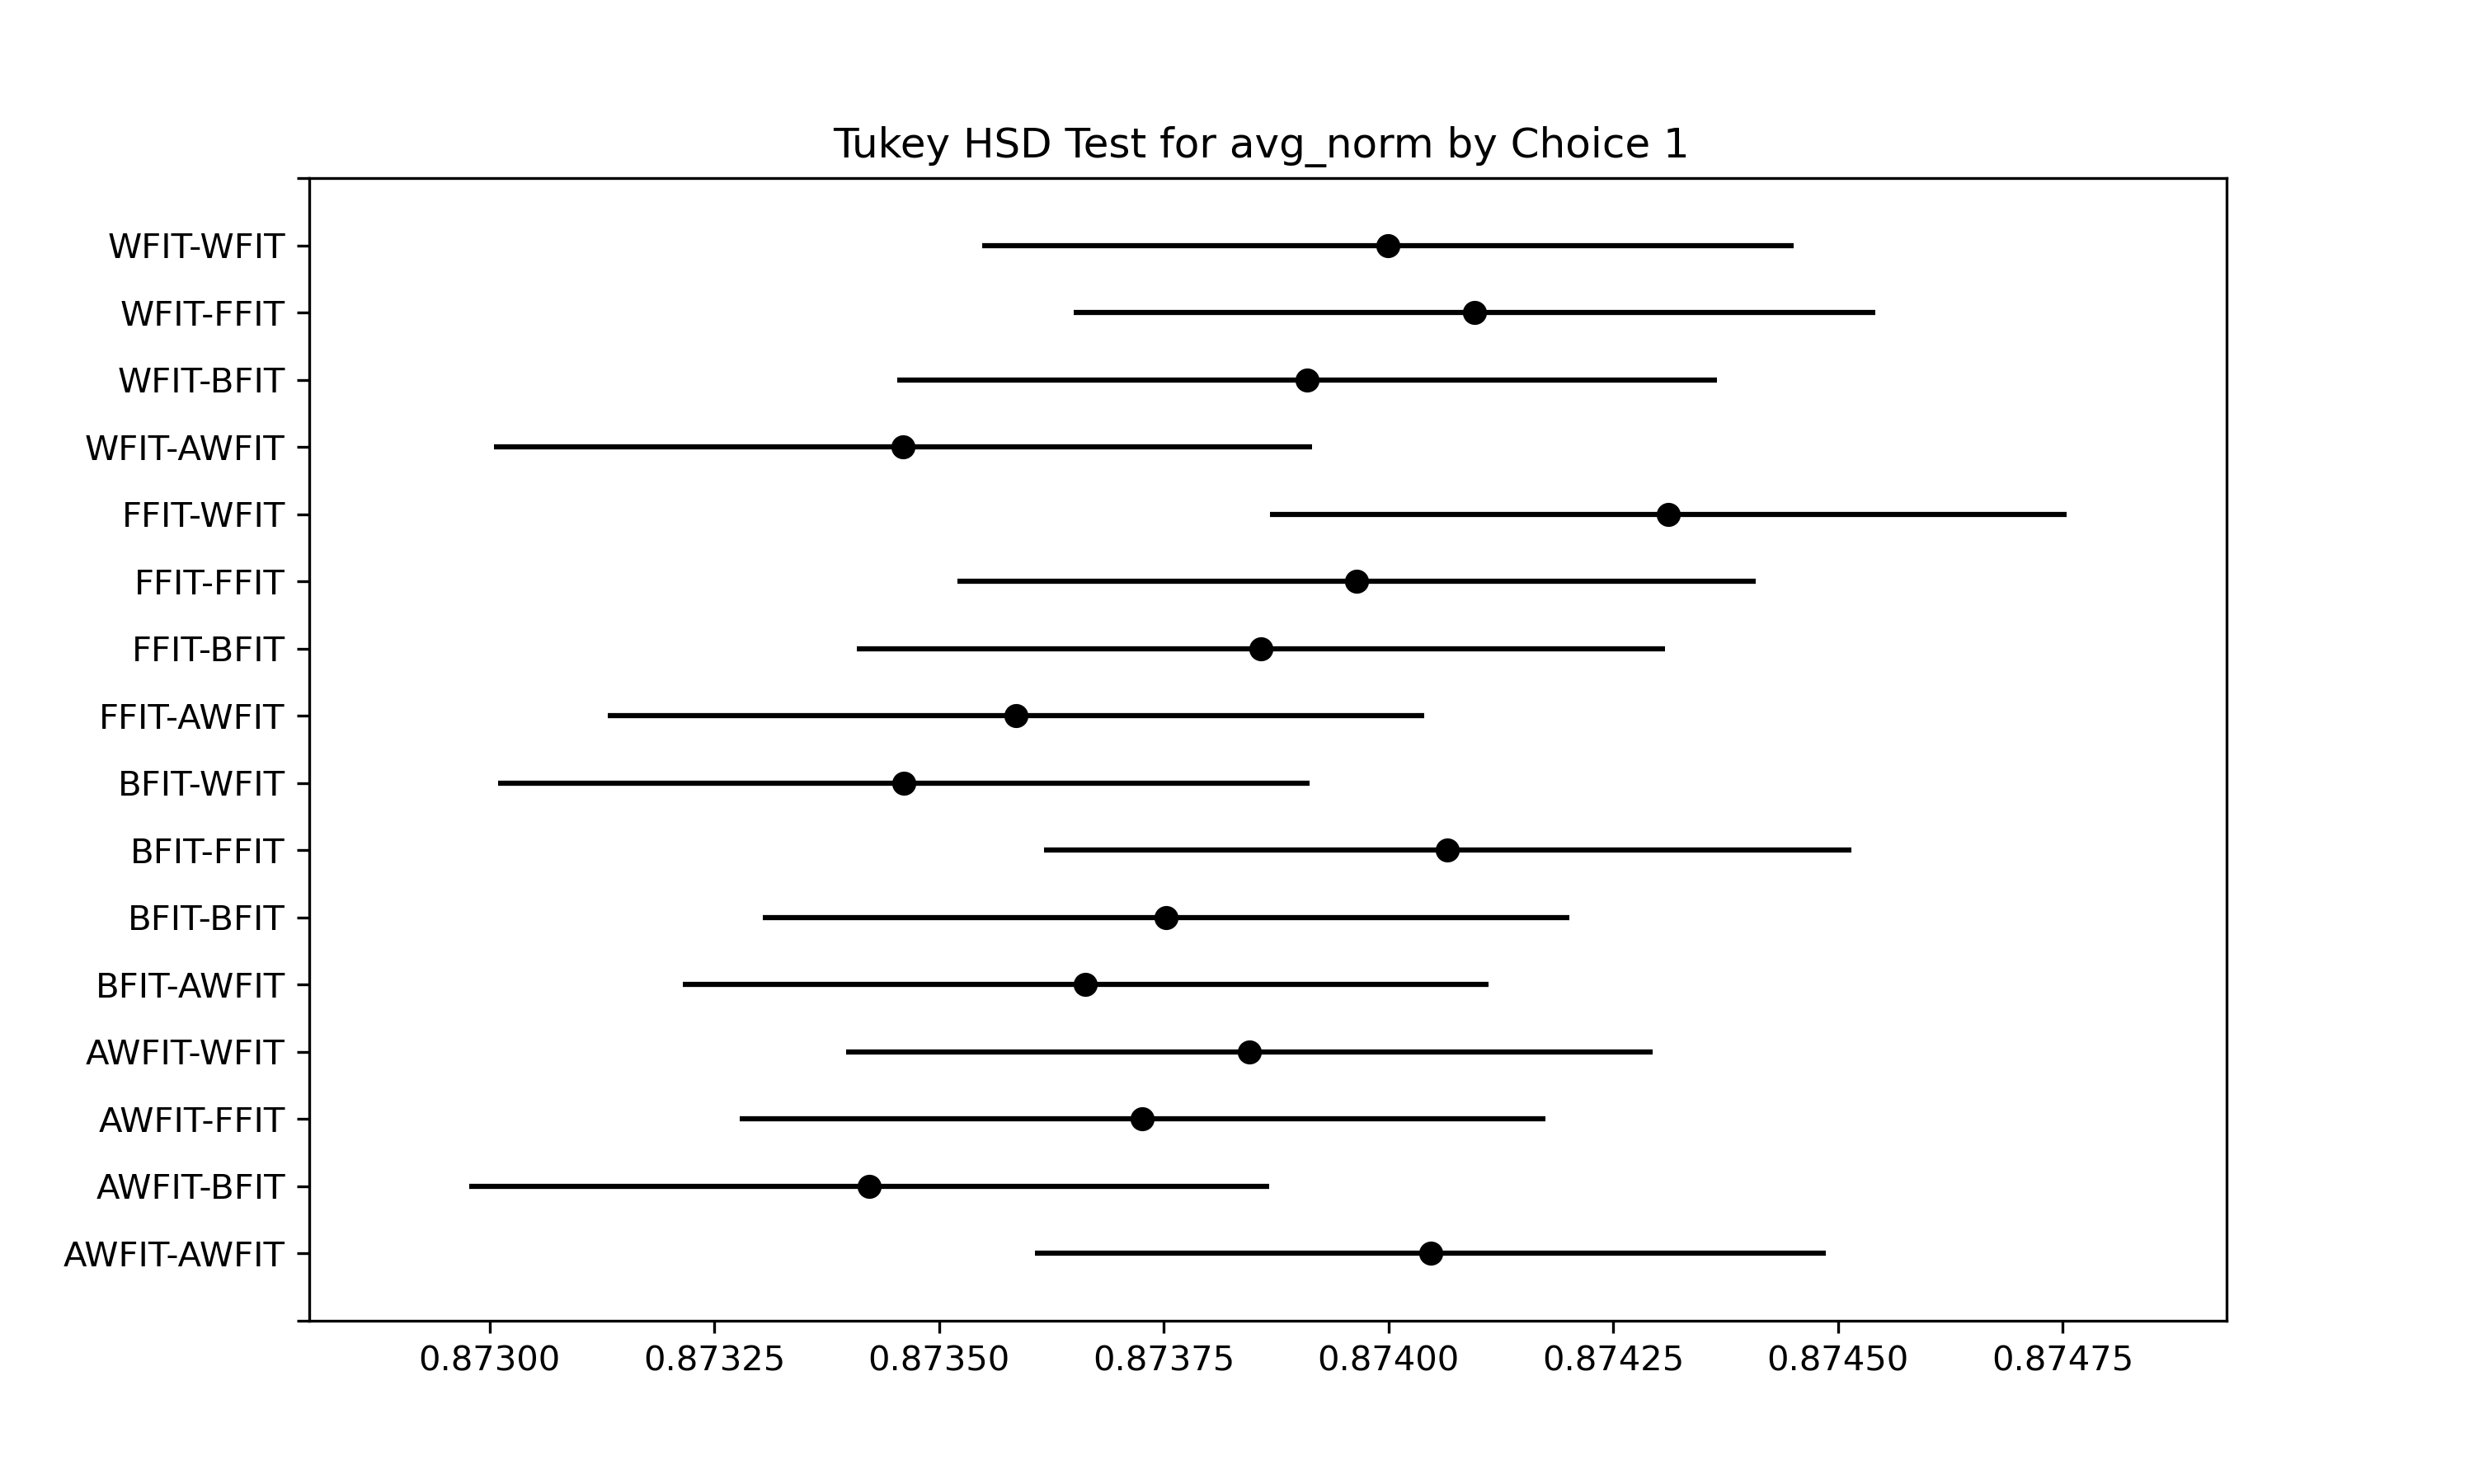 Tukey HSD Test for avg_norm by Choice 1
WFIT-WFIT
WFIT-FFIT
WFIT-BFIT
WFIT-AWFIT
FFIT-WFIT
FFIT-FFIT
FFIT-BFIT
FFIT-AWFIT
BFIT-WFIT
BFIT-FFIT
BFIT-BFIT
BFIT-AWFIT
AWFIT-WFIT
AWFIT-FFIT
AWFIT-BFIT
AWFIT-AWFIT
0.87300 0.87325 0.87350 0.87375 0.87400 0.87425 0.87450 0.87475